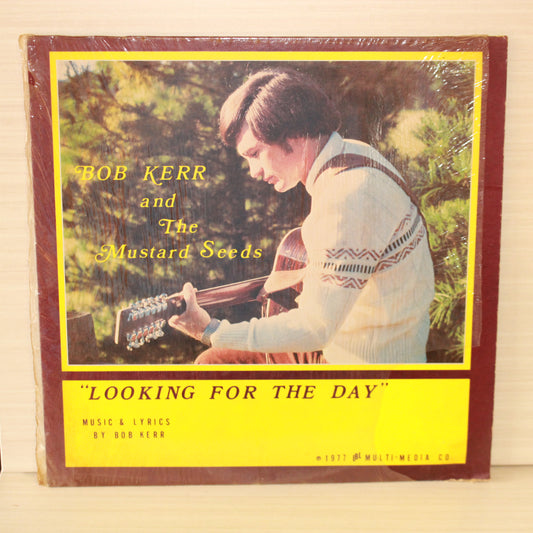 BOB KERR
and
The
Mustard Seeds
"LOOKING FOR THE DAY"
MUSIC & LYRICS
BY BOB KERR
℗ 1977 MULTI-MEDIA CO.